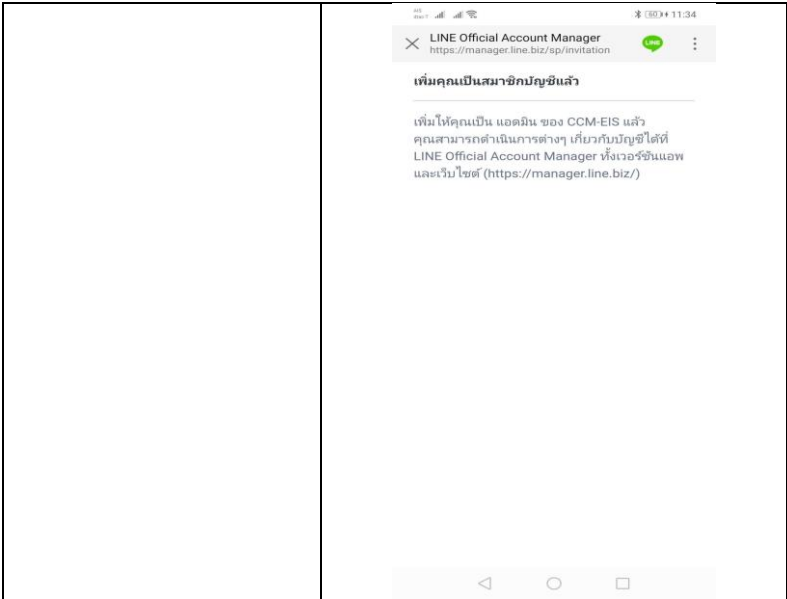 AIS
60 11:34
LINE Official Account Manager
https://manager.line.biz/sp/invitation
LINE
เพิ่มคุณเป็นสมาชิกบัญชีแล้ว
เพิ่มให้คุณเป็น แอดมิน ของ CCM-EIS แล้ว
คุณสามารถดำเนินการต่างๆ เกี่ยวกับบัญชีได้ที่
LINE Official Account Manager ทั้งเวอร์ชันแอพ
และเว็บไซต์ (https://manager.line.biz/)